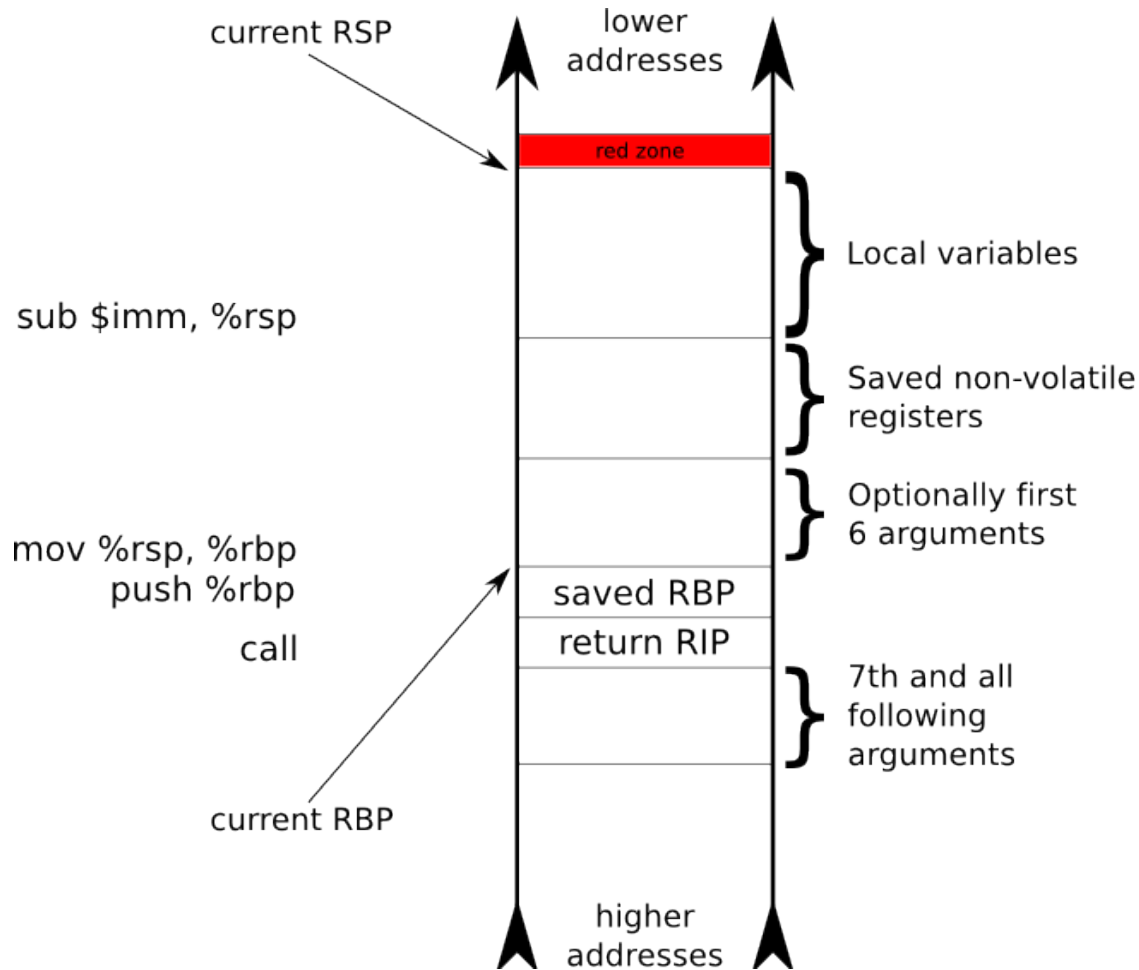 current RSP
lower
addresses
red zone
Local variables
sub $imm, %rsp
Saved non-volatile
registers
Optionally first
6 arguments
mov %rsp, %rbp
push %rbp
saved RBP
call
return RIP
7th and all
following
arguments
current RBP
higher
addresses